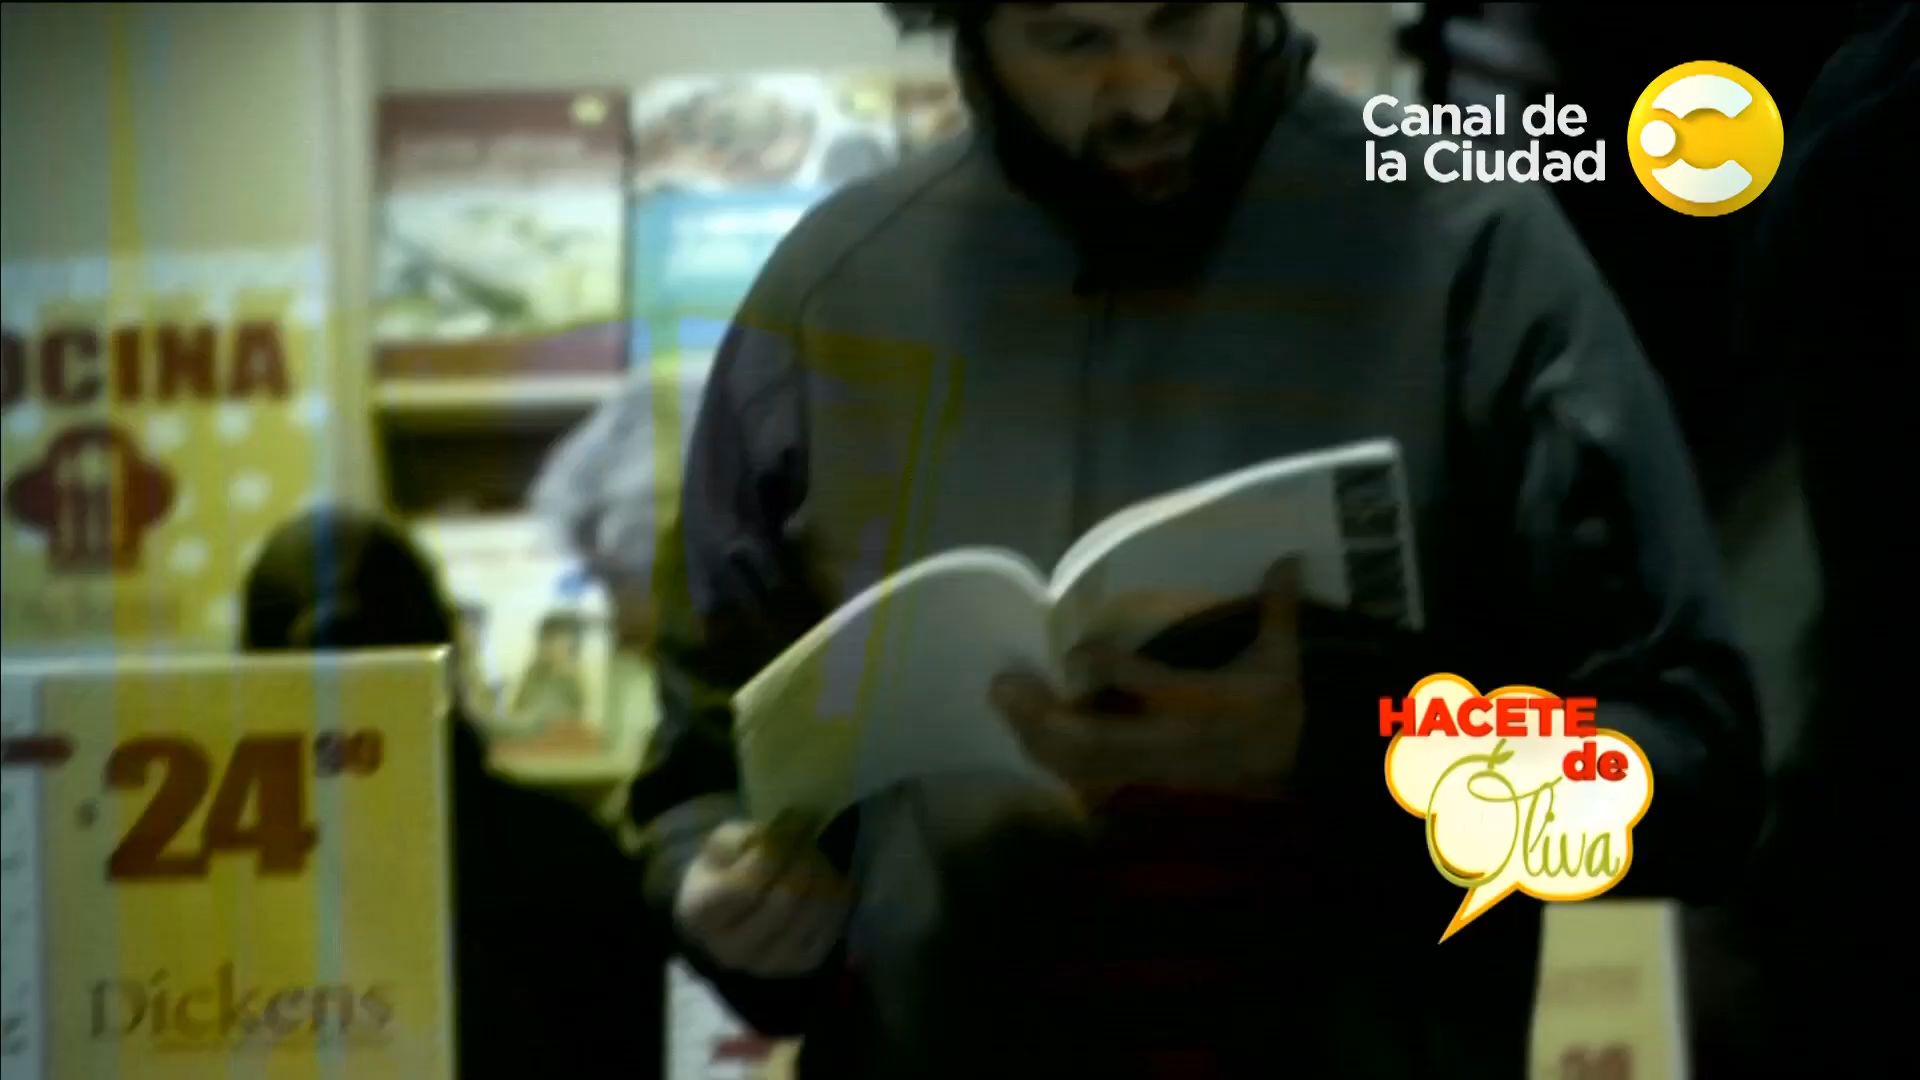 Canal de
la Ciudad
OCINA
HACETE
de
Oliva
24
Dickens